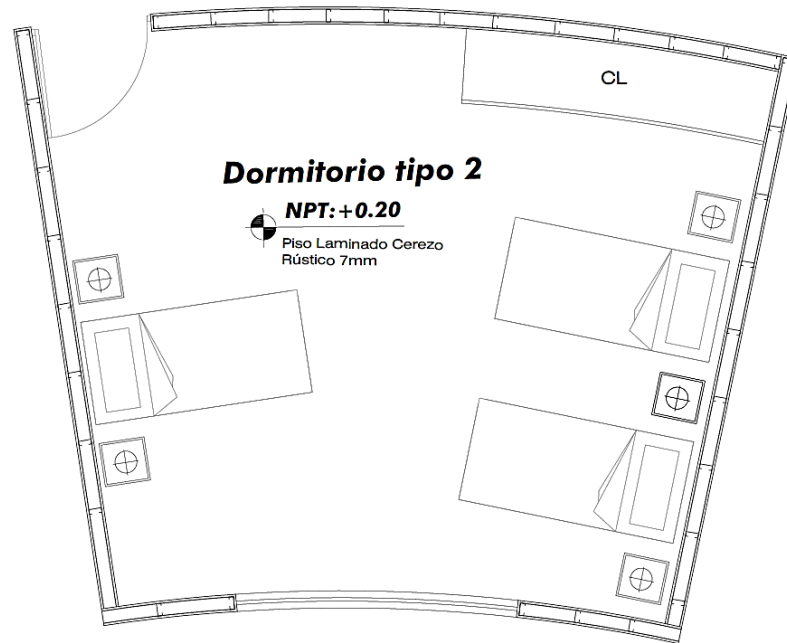 CL
Dormitorio tipo 2
NPT:+0.20
Piso Laminado Cerezo
Rústico 7mm